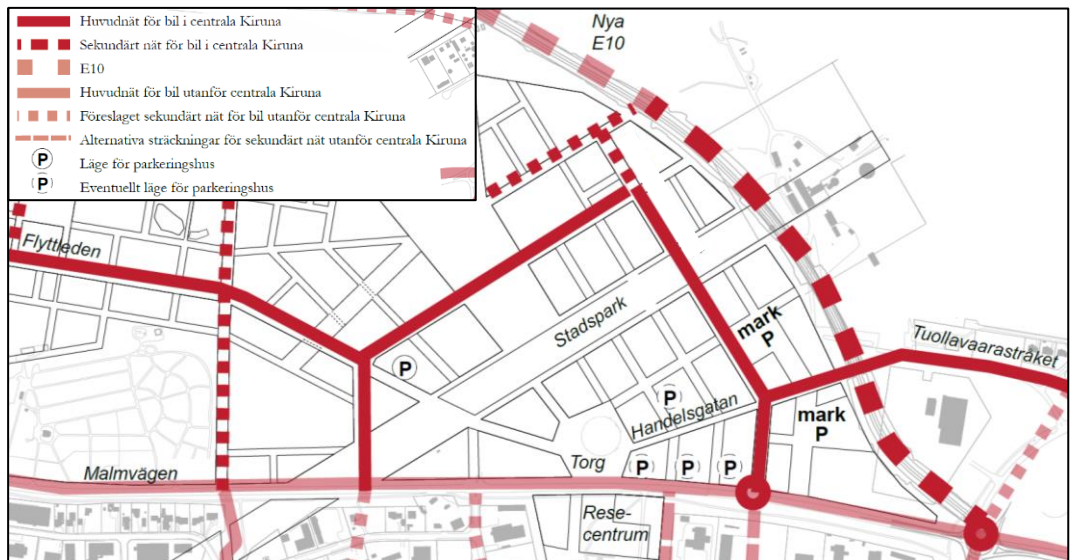 Huvudnät för bil i centrala Kiruna
Sekundärt nät för bil i centrala Kiruna
E10
Huvudnät för bil utanför centrala Kiruna
Föreslaget sekundärt nät för bil utanför centrala Kiruna
Alternativa sträckningar för sekundärt nät utanför centrala Kiruna
P Läge för parkeringshus
(P) Eventuellt läge för parkeringshus
Nya
E10
Flyttleden
Stadspark
mark
P
Tuollavaarastråket
P
(P)
Handelsgatan
mark
P
Malmvägen
Torg
(P) (P) (P)
Rese-
centrum